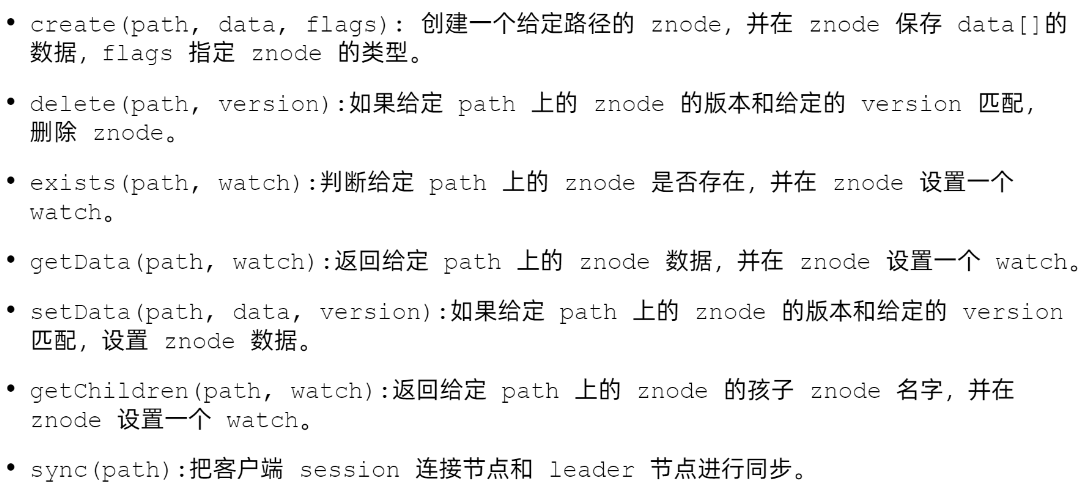 • create(path, data, flags): 创建一个给定路径的 znode，并在 znode 保存 data[]的
数据，flags 指定 znode 的类型。
• delete(path, version):如果给定 path 上的 znode 的版本和给定的 version 匹配，
删除 znode。
• exists(path, watch):判断给定 path 上的 znode 是否存在，并在 znode 设置一个
watch。
• getData(path, watch):返回给定 path 上的 znode 数据，并在 znode 设置一个 watch。
• setData(path, data, version):如果给定 path 上的 znode 的版本和给定的 version
匹配，设置 znode 数据。
• getChildren(path, watch):返回给定 path 上的 znode 的孩子 znode 名字，并在
znode 设置一个 watch。
• sync(path):把客户端 session 连接节点和 leader 节点进行同步。